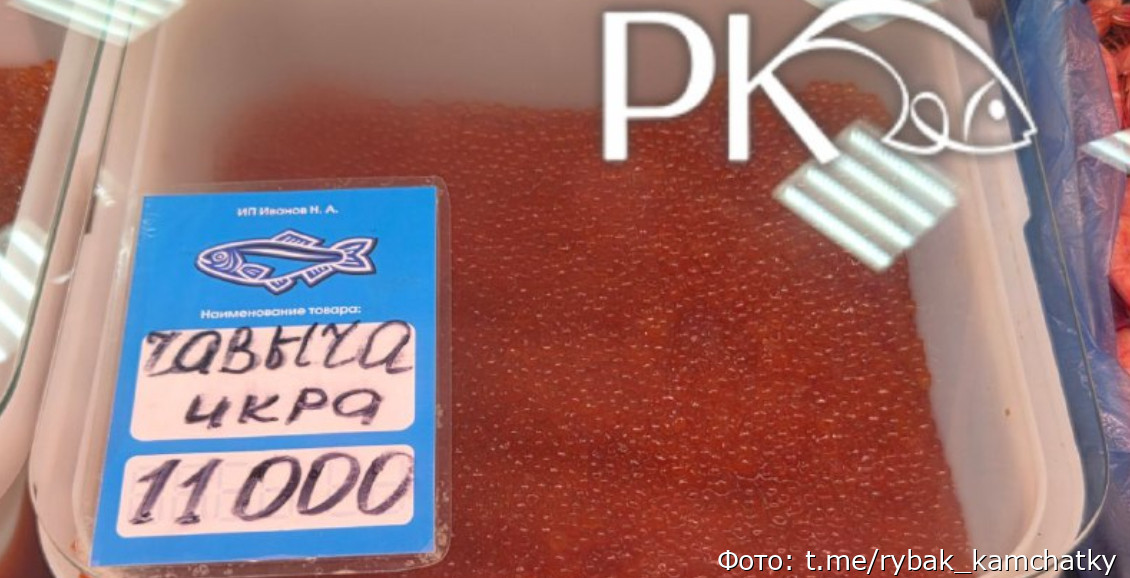 РК
ИП Иванов Н. А.
Наименование товара:
чавыча
икра
11 000
Фото: t.me/rybak_kamchatky